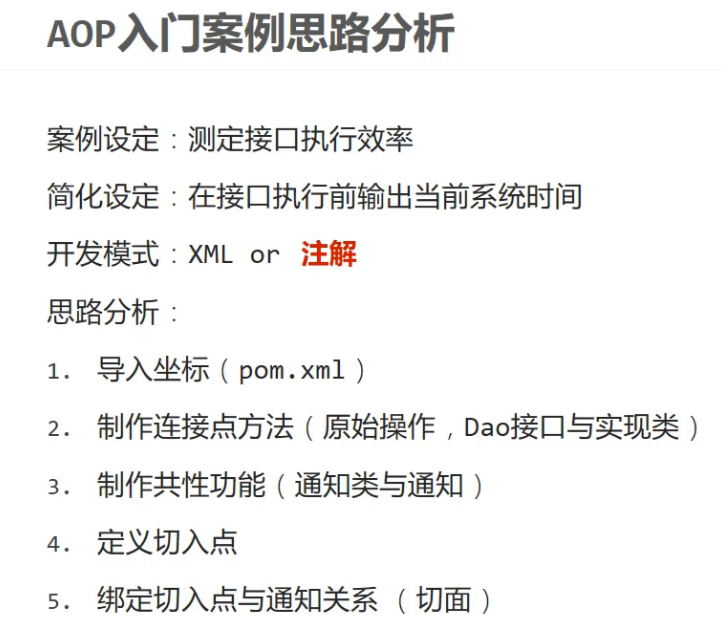 AOP入门案例思路分析
案例设定：测定接口执行效率
简化设定：在接口执行前输出当前系统时间
开发模式：XML or 注解
思路分析：
1. 导入坐标（pom.xml）
2. 制作连接点方法（原始操作，Dao接口与实现类）
3. 制作共性功能（通知类与通知）
4. 定义切入点
5. 绑定切入点与通知关系（切面）